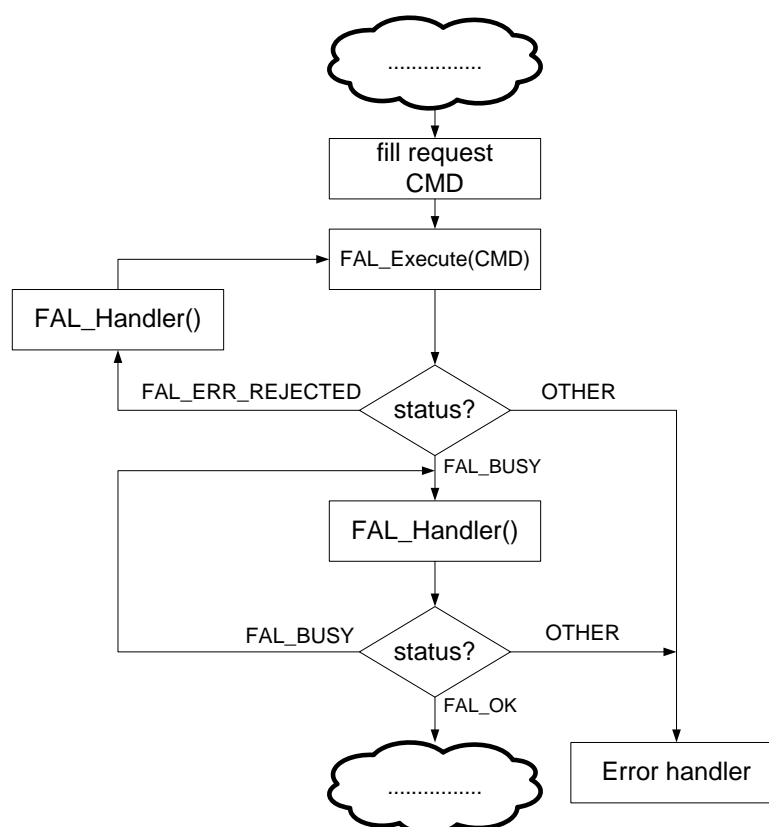 ................
fill request
CMD
FAL_Execute(CMD)
FAL_Handler()
FAL_ERR_REJECTED
status?
OTHER
FAL_BUSY
FAL_Handler()
FAL_BUSY
status?
OTHER
FAL_OK
................
Error handler